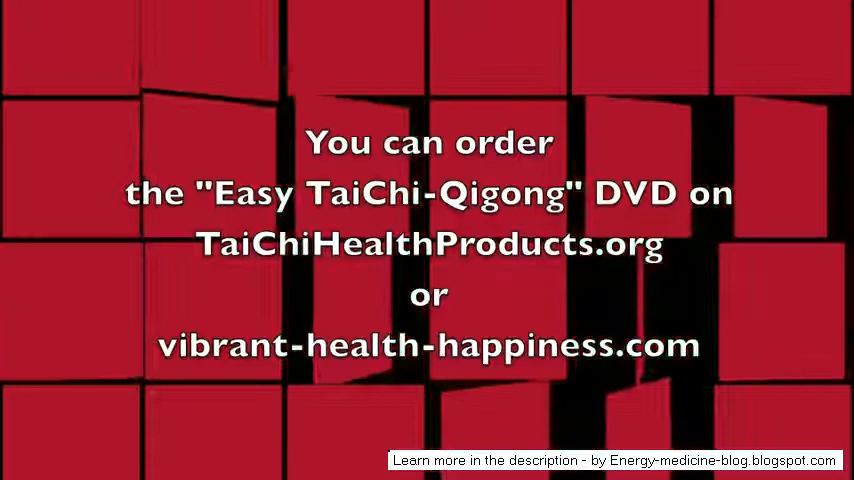 You can order
the "Easy TaiChi-Qigong" DVD on
TaiChiHealthProducts.org
or
vibrant-health-happiness.com
Learn more in the description - by Energy-medicine-blog.blogspot.com